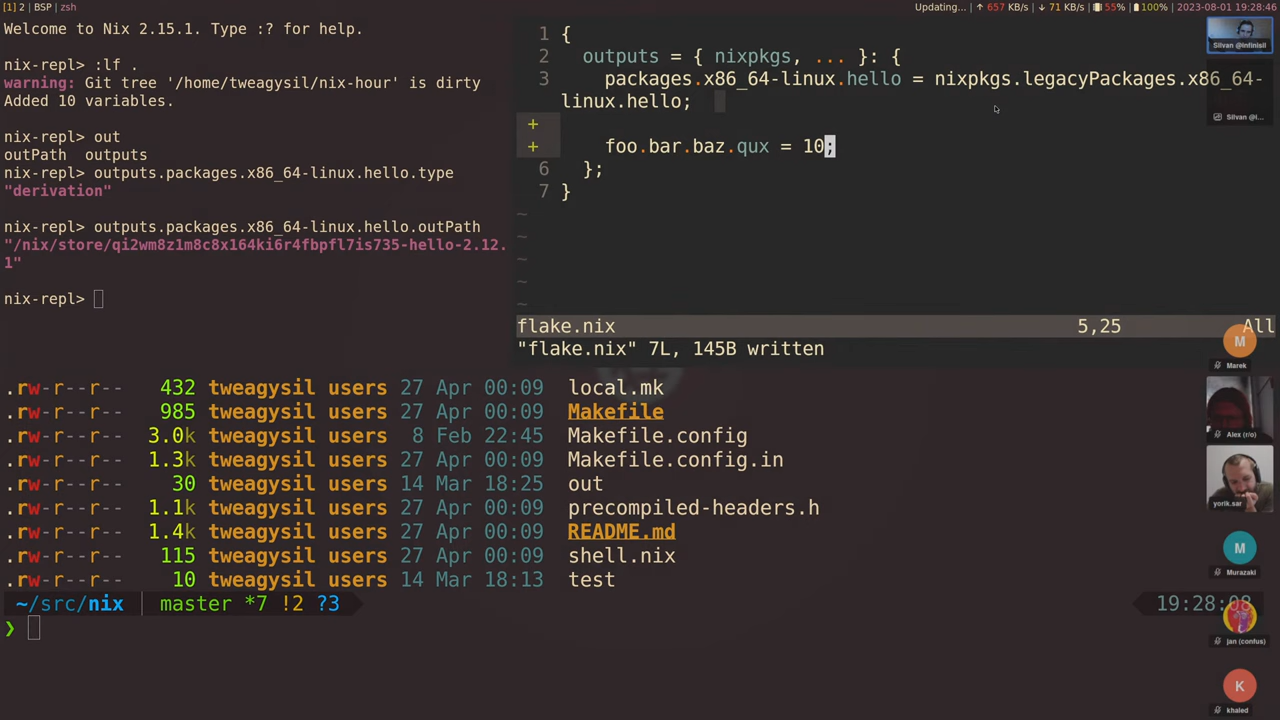 [1] 2 | BSP | zsh
Updating... | ↑ 657 KB/s | ↓ 71 KB/s | 55% | 100% | 2023-08-01 19:28:46
Welcome to Nix 2.15.1. Type :? for help.
nix-repl> :lf .
warning: Git tree '/home/tweagysil/nix-hour' is dirty
Added 10 variables.
nix-repl> out
outPath  outputs
nix-repl> outputs.packages.x86_64-linux.hello.type
"derivation"
nix-repl> outputs.packages.x86_64-linux.hello.outPath
"/nix/store/qi2wm8z1m8c8x164ki6r4fbpfl7is735-hello-2.12.
1"
nix-repl>
1 {
2   outputs = { nixpkgs, ... }: {
3     packages.x86_64-linux.hello = nixpkgs.legacyPackages.x86_64-
linux.hello;
+
+     foo.bar.baz.qux = 10;
6   };
7 }
~
~
~
~
~
flake.nix 5,25 All
"flake.nix" 7L, 145B written
.rw-r--r-- 432 tweagysil users 27 Apr 00:09 local.mk
.rw-r--r-- 985 tweagysil users 27 Apr 00:09 Makefile
.rw-r--r-- 3.0k tweagysil users 8 Feb 22:45 Makefile.config
.rw-r--r-- 1.3k tweagysil users 27 Apr 00:09 Makefile.config.in
.rw-r--r-- 30 tweagysil users 14 Mar 18:25 out
.rw-r--r-- 1.1k tweagysil users 27 Apr 00:09 precompiled-headers.h
.rw-r--r-- 1.4k tweagysil users 27 Apr 00:09 README.md
.rw-r--r-- 115 tweagysil users 27 Apr 00:09 shell.nix
.rw-r--r-- 10 tweagysil users 14 Mar 18:13 test
~/src/nix | master *7 !2 ?3 19:28:08
❯
Silvan @Infinisil
Silvan @i...
M
Marek
Alex (r/o)
yorik.sar
M
Murazaki
jan (confus)
K
khaled